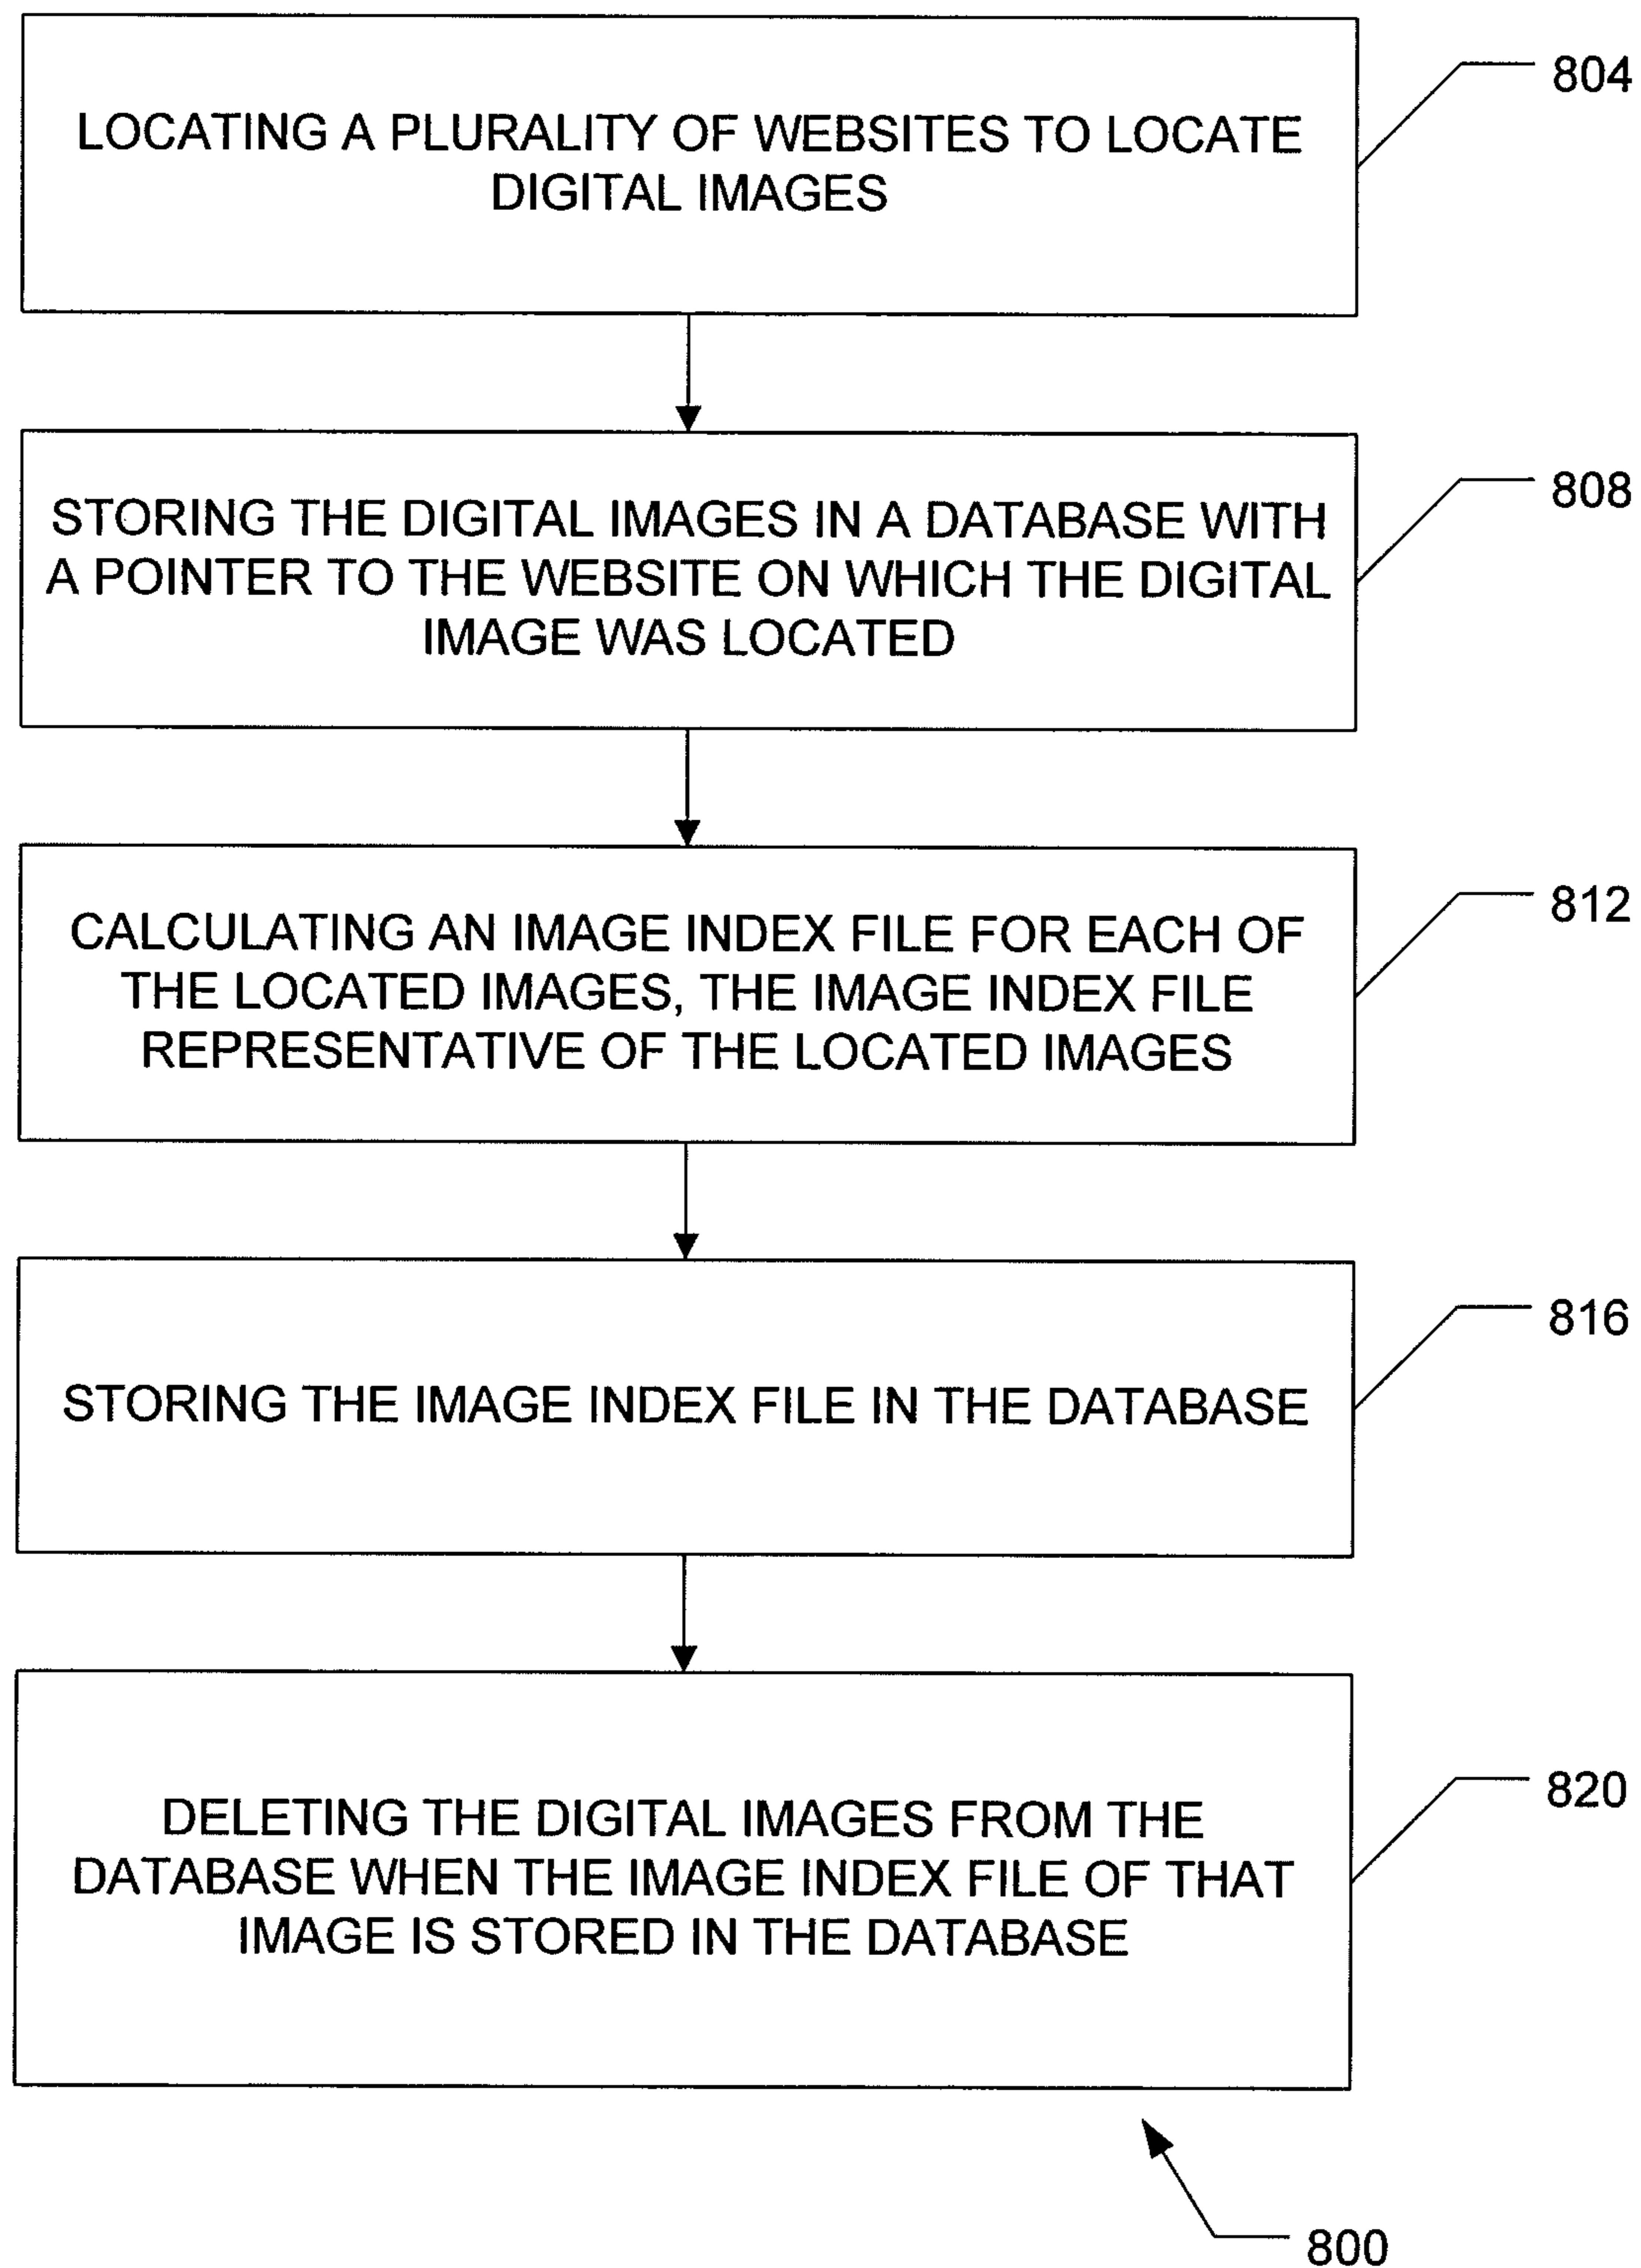 LOCATING A PLURALITY OF WEBSITES TO LOCATE
DIGITAL IMAGES
804
STORING THE DIGITAL IMAGES IN A DATABASE WITH
A POINTER TO THE WEBSITE ON WHICH THE DIGITAL
IMAGE WAS LOCATED
808
CALCULATING AN IMAGE INDEX FILE FOR EACH OF
THE LOCATED IMAGES, THE IMAGE INDEX FILE
REPRESENTATIVE OF THE LOCATED IMAGES
812
STORING THE IMAGE INDEX FILE IN THE DATABASE
816
DELETING THE DIGITAL IMAGES FROM THE
DATABASE WHEN THE IMAGE INDEX FILE OF THAT
IMAGE IS STORED IN THE DATABASE
820
800